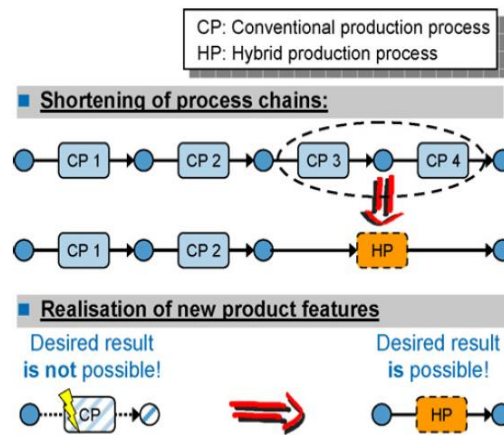 CP: Conventional production process
HP: Hybrid production process
Shortening of process chains:
CP 1 CP 2 CP 3 CP 4
CP 1 CP 2 HP
Realisation of new product features
Desired result Desired result
is not possible! is possible!
CP HP